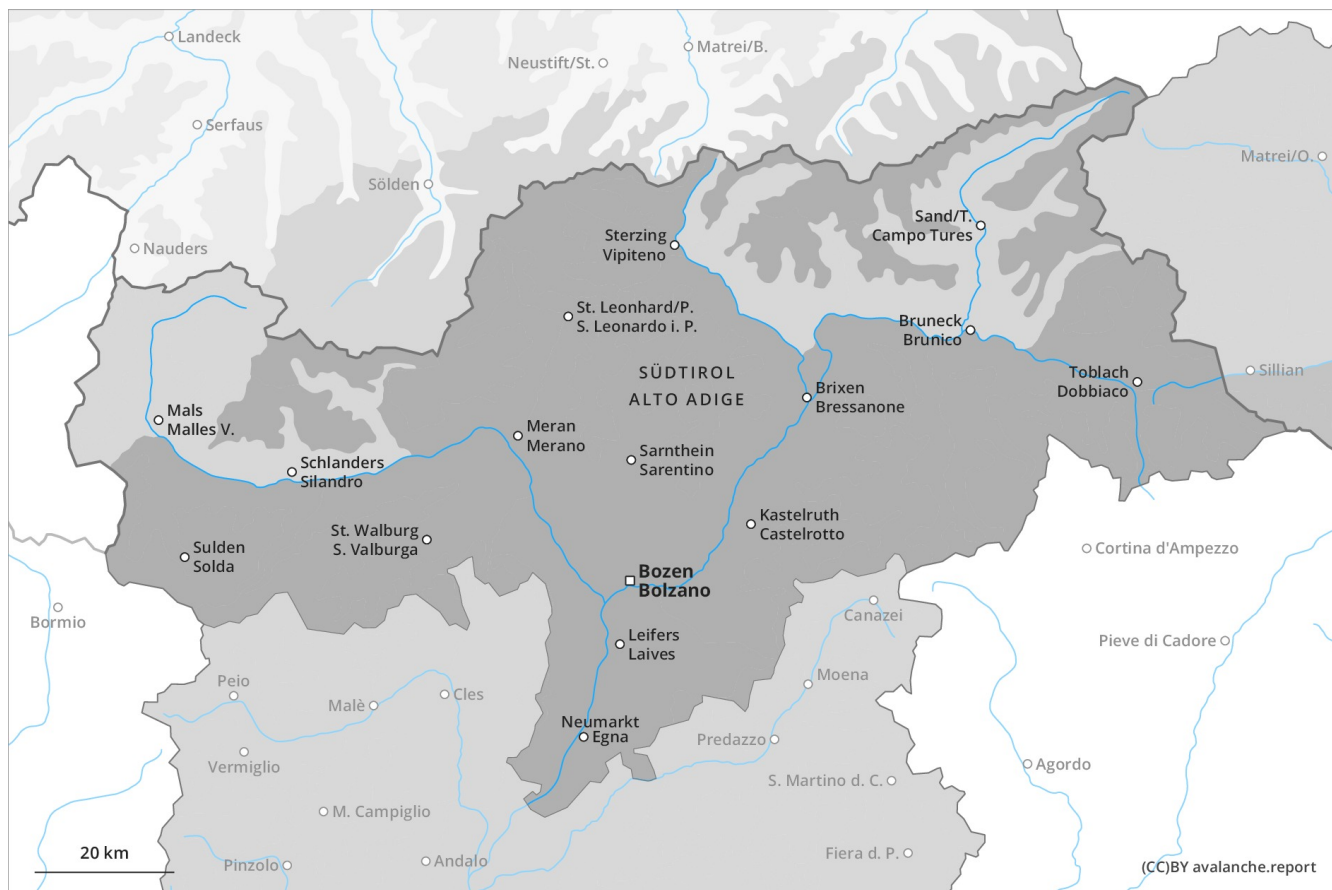 Landeck
Matrei/B.
Neustift/St.
Serfaus
Matrei/O.
Sölden
Sand/T.
Campo Tures
Sterzing
Vipiteno
Nauders
St. Leonhard/P.
S. Leonardo i. P.
Bruneck
Brunico
SÜDTIROL
ALTO ADIGE
Toblach
Dobbiaco
Sillian
Brixen
Bressanone
Mals
Malles V.
Meran
Merano
Sarnthein
Sarentino
Schlanders
Silandro
Kastelruth
Castelrotto
St. Walburg
S. Valburga
Sulden
Solda
Cortina d'Ampezzo
Bozen
Bolzano
Bormio
Canazei
Leifers
Laives
Pieve di Cadore
Moena
Peio
Malè
Cles
Neumarkt
Egna
Predazzo
Vermiglio
Agordo
S. Martino d. C.
M. Campiglio
20 km
Pinzolo
Andalo
Fiera d. P.
(CC)BY avalanche.report